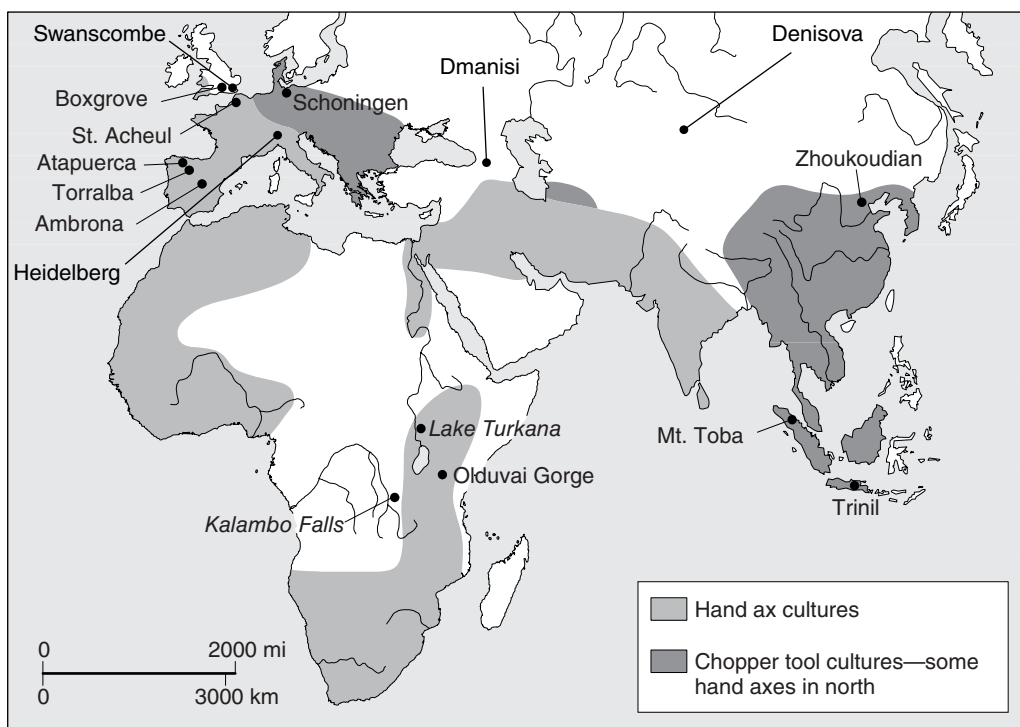 Swanscombe
Boxgrove
St. Acheul
Atapuerca
Torralba
Ambrona
Heidelberg
Schoningen
Dmanisi
Denisova
Zhoukoudian
Lake Turkana
Olduvai Gorge
Kalambo Falls
Mt. Toba
Trinil
0 2000 mi
0 3000 km
Hand ax cultures
Chopper tool cultures—some
hand axes in north